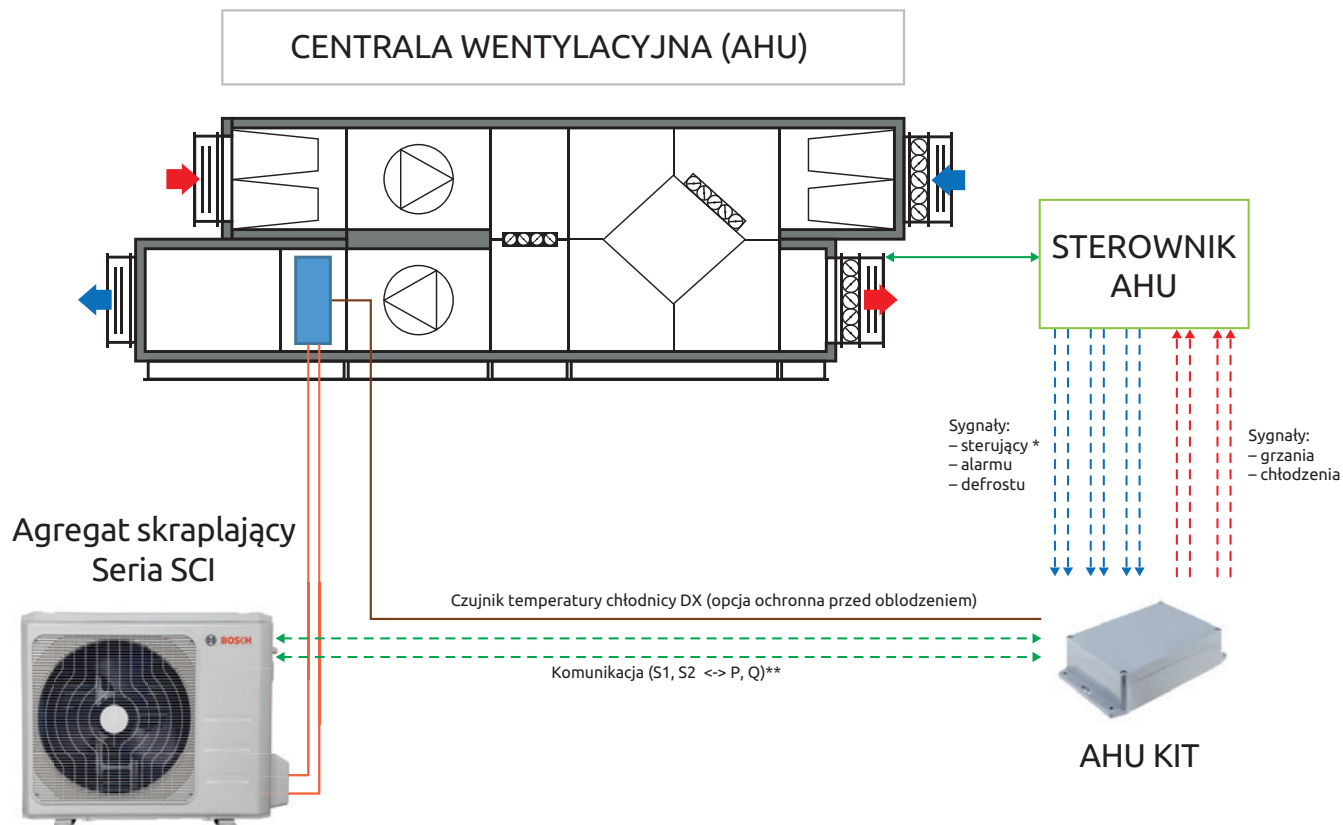 CENTRALA WENTYLACYJNA (AHU)
STEROWNIK
AHU
Sygnały:
– sterujący *
– alarmu
– defrostu
Sygnały:
– grzania
– chłodzenia
Agregat skraplający
Seria SCI
BOSCH
Czujnik temperatury chłodnicy DX (opcja ochronna przed oblodzeniem)
Komunikacja (S1, S2 <-> P, Q)**
AHU KIT